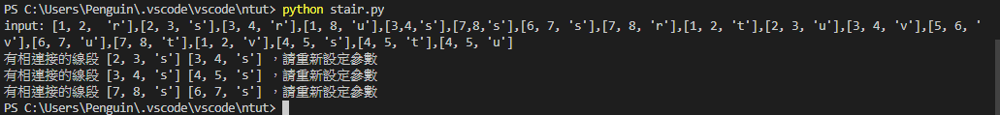 PS C:\Users\Penguin\.vscode\vscode\ntut> python stair.py
input: [1, 2,  'r'],[2, 3, 's'],[3, 4, 'r'],[1, 8, 'u'],[3,4,'s'],[7,8,'s'],[6, 7, 's'],[7, 8, 'r'],[1, 2, 't'],[2, 3, 'u'],[3, 4, 'v'],[5, 6, '
v'],[6, 7, 'u'],[7, 8, 't'],[1, 2, 'v'],[4, 5, 's'],[4, 5, 't'],[4, 5, 'u']
有相連接的線段 [2, 3, 's'] [3, 4, 's'] ，請重新設定參數
有相連接的線段 [3, 4, 's'] [4, 5, 's'] ，請重新設定參數
有相連接的線段 [7, 8, 's'] [6, 7, 's'] ，請重新設定參數
PS C:\Users\Penguin\.vscode\vscode\ntut>